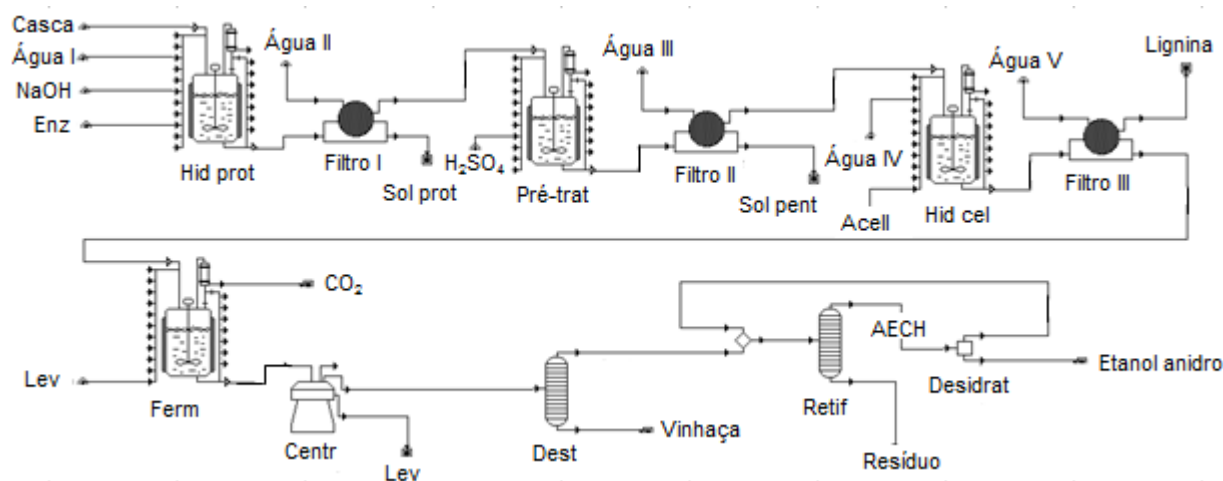 Casca
Água I
NaOH
Enz
Hid prot
Água II
Filtro I
Sol prot
H₂SO₄
Pré-trat
Água III
Filtro II
Sol pent
Água IV
Acell
Hid cel
Água V
Lignina
Filtro III
CO₂
Lev
Ferm
Centr
Lev
Dest
Vinhaça
Retif
AECH
Resíduo
Desidrat
Etanol anidro